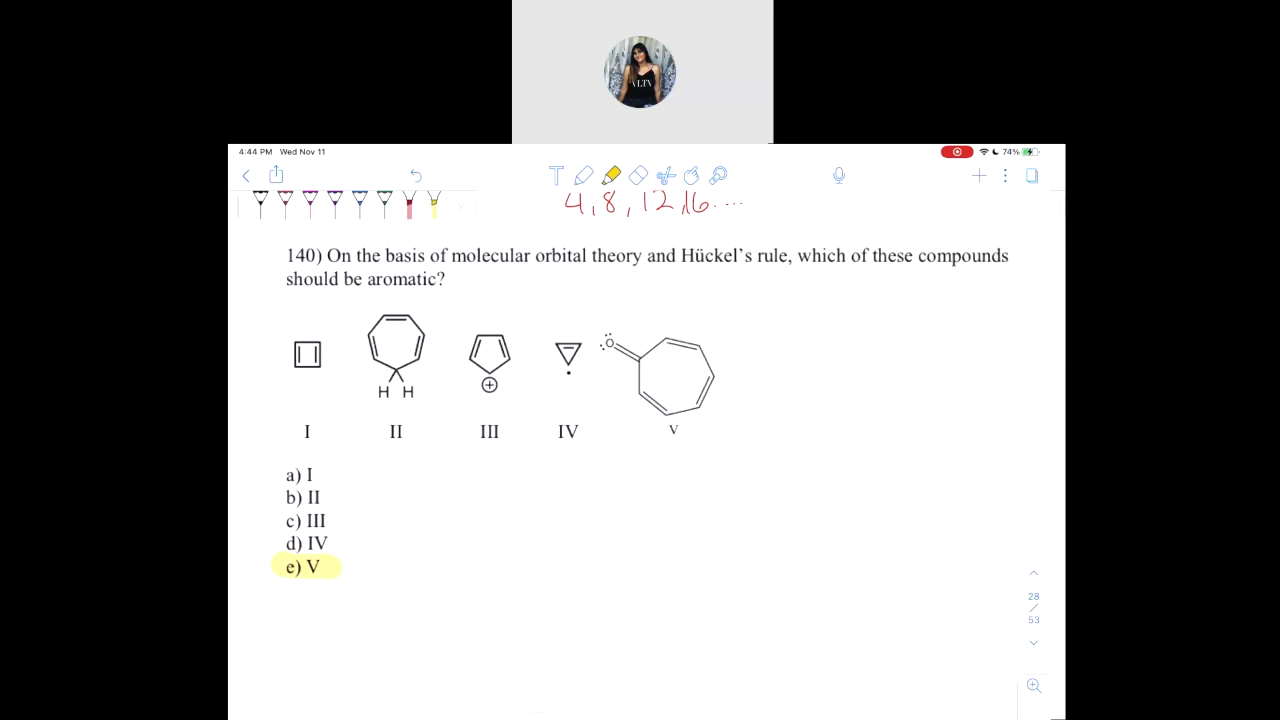 VLTV
4:44 PM Wed Nov 11
74%
T
4, 8, 12, 16 ....
140) On the basis of molecular orbital theory and Hückel's rule, which of these compounds
should be aromatic?
O
H H
I II III IV V
a) I
b) II
c) III
d) IV
e) V
28
/
53